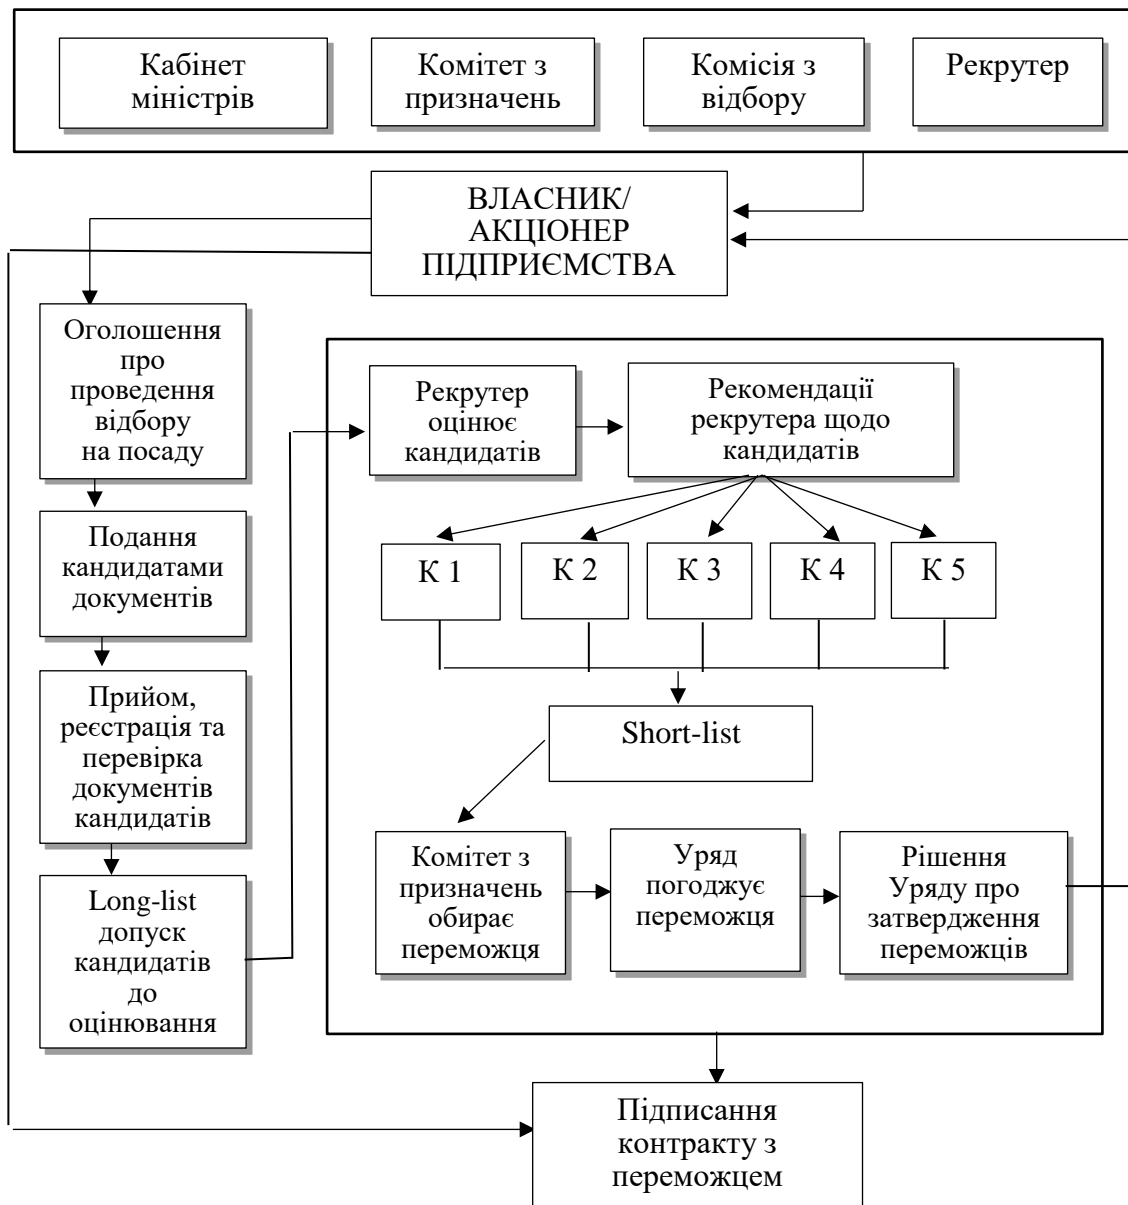 Кабінет
міністрів
Комітет з
призначень
Комісія з
відбору
Рекрутер
ВЛАСНИК/
АКЦІОНЕР
ПІДПРИЄМСТВА
Оголошення
про
проведення
відбору
на посаду
Подання
кандидатами
документів
Прийом,
реєстрація та
перевірка
документів
кандидатів
Long-list
допуск
кандидатів
до
оцінювання
Рекрутер
оцінює
кандидатів
Рекомендації
рекрутера щодо
кандидатів
К 1
К 2
К 3
К 4
К 5
Short-list
Комітет з
призначень
обирає
переможця
Уряд
погоджує
переможця
Рішення
Уряду про
затвердження
переможців
Підписання
контракту з
переможцем